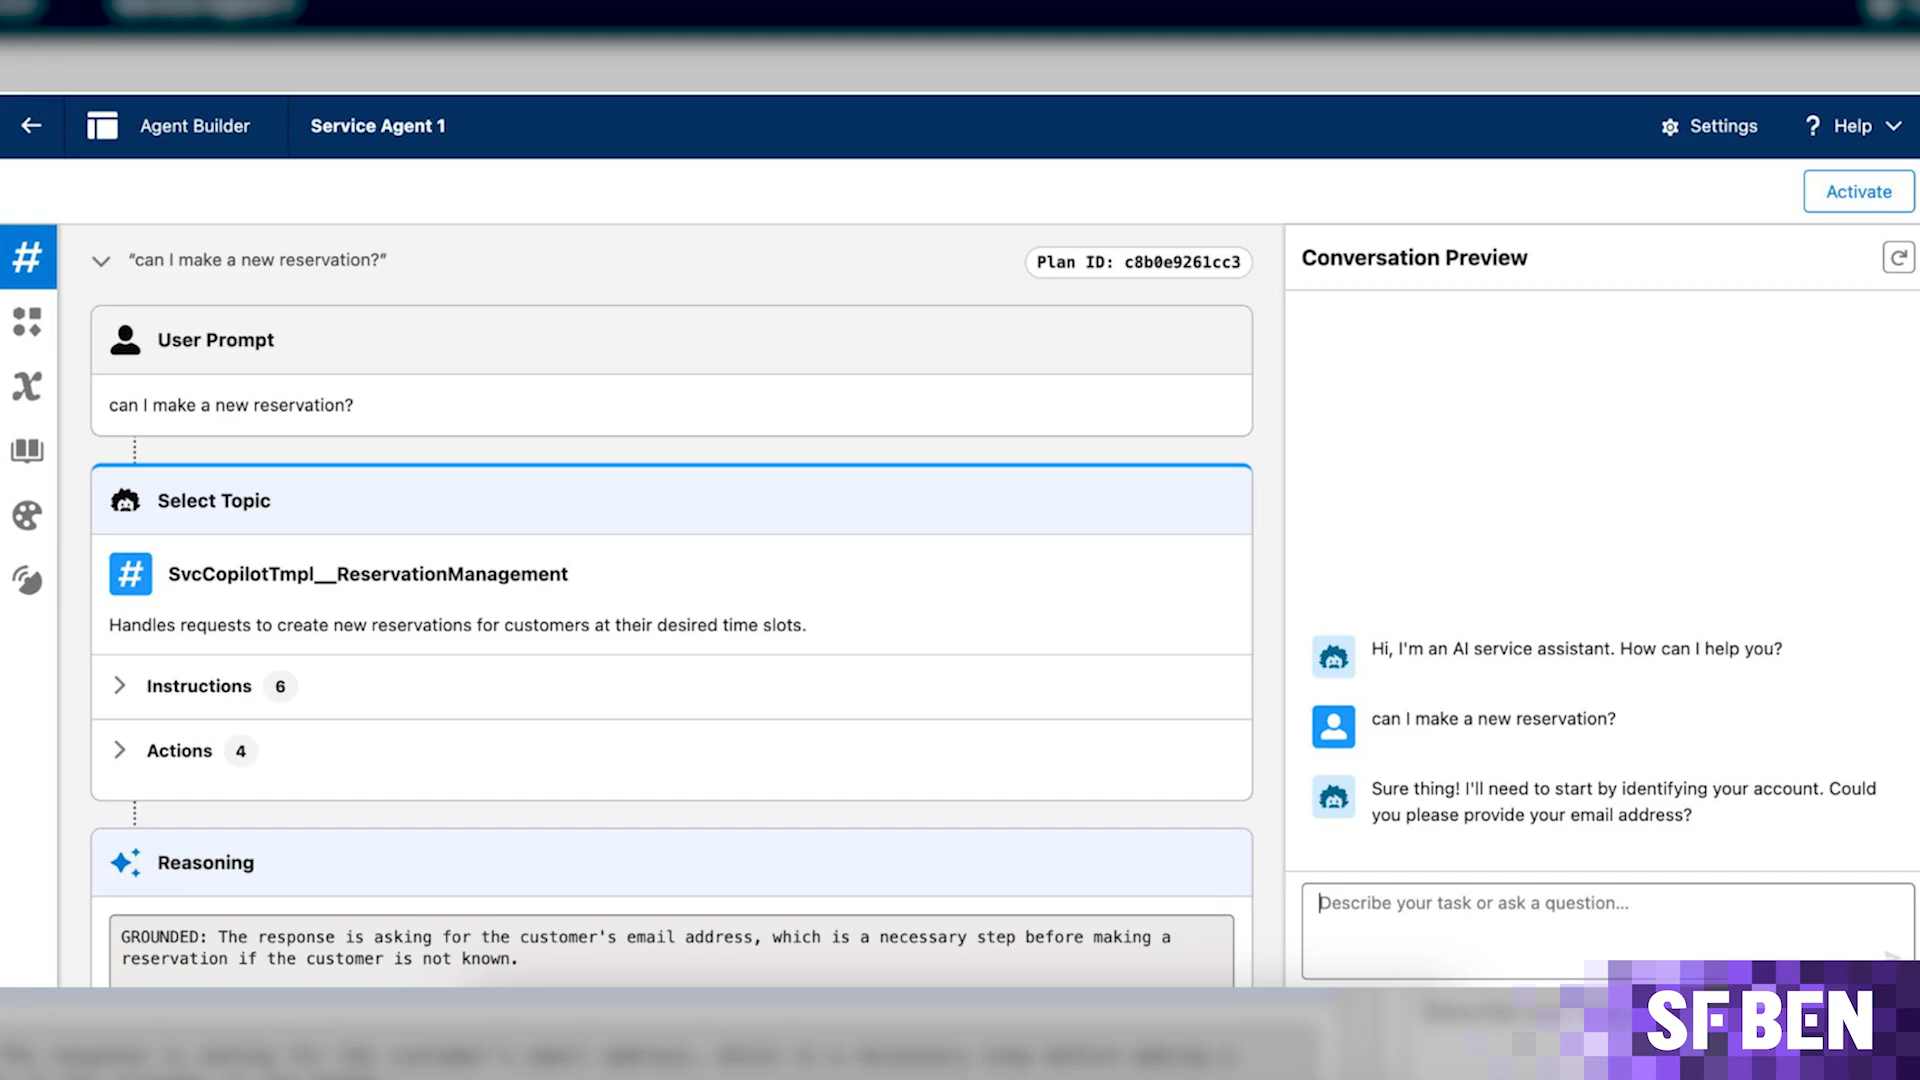 Agent Builder
Service Agent 1
Settings
? Help
Activate
“can I make a new reservation?”
Plan ID: c8b0e9261cc3
User Prompt
can I make a new reservation?
Select Topic
SvcCopilotTmpl__ReservationManagement
Handles requests to create new reservations for customers at their desired time slots.
Instructions 6
Actions 4
Reasoning
GROUNDED: The response is asking for the customer's email address, which is a necessary step before making a
reservation if the customer is not known.
Conversation Preview
Hi, I'm an AI service assistant. How can I help you?
can I make a new reservation?
Sure thing! I'll need to start by identifying your account. Could
you please provide your email address?
Describe your task or ask a question...
SF BEN